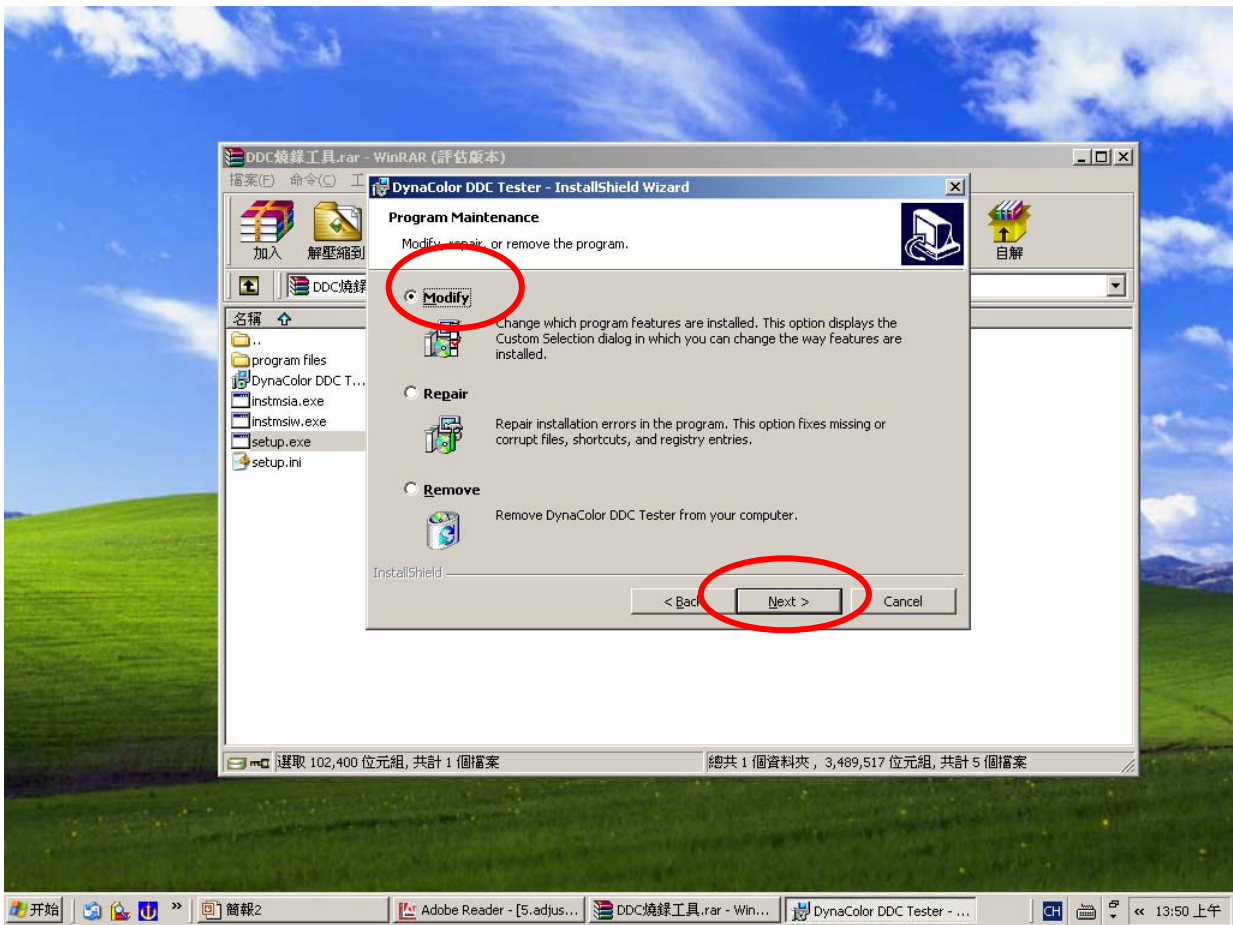 DDC燒錄工具.rar - WinRAR (評估版本)
檔案(F) 命令(C) 工
DynaColor DDC Tester - InstallShield Wizard
Program Maintenance
Modify, repair, or remove the program.
加入 解壓縮到
自解
DDC燒錄
名稱
Modify
Change which program features are installed. This option displays the
Custom Selection dialog in which you can change the way features are
installed.
..
program files
DynaColor DDC T...
instmsia.exe
instmsiw.exe
setup.exe
setup.ini
Repair
Repair installation errors in the program. This option fixes missing or
corrupt files, shortcuts, and registry entries.
Remove
Remove DynaColor DDC Tester from your computer.
InstallShield
< Back Next > Cancel
選取 102,400 位元組, 共計 1 個檔案
總共 1 個資料夾, 3,489,517 位元組, 共計 5 個檔案
开始 » 簡報2 Adobe Reader - [5.adjus... DDC燒錄工具.rar - Win... DynaColor DDC Tester - ... CH « 13:50 上午